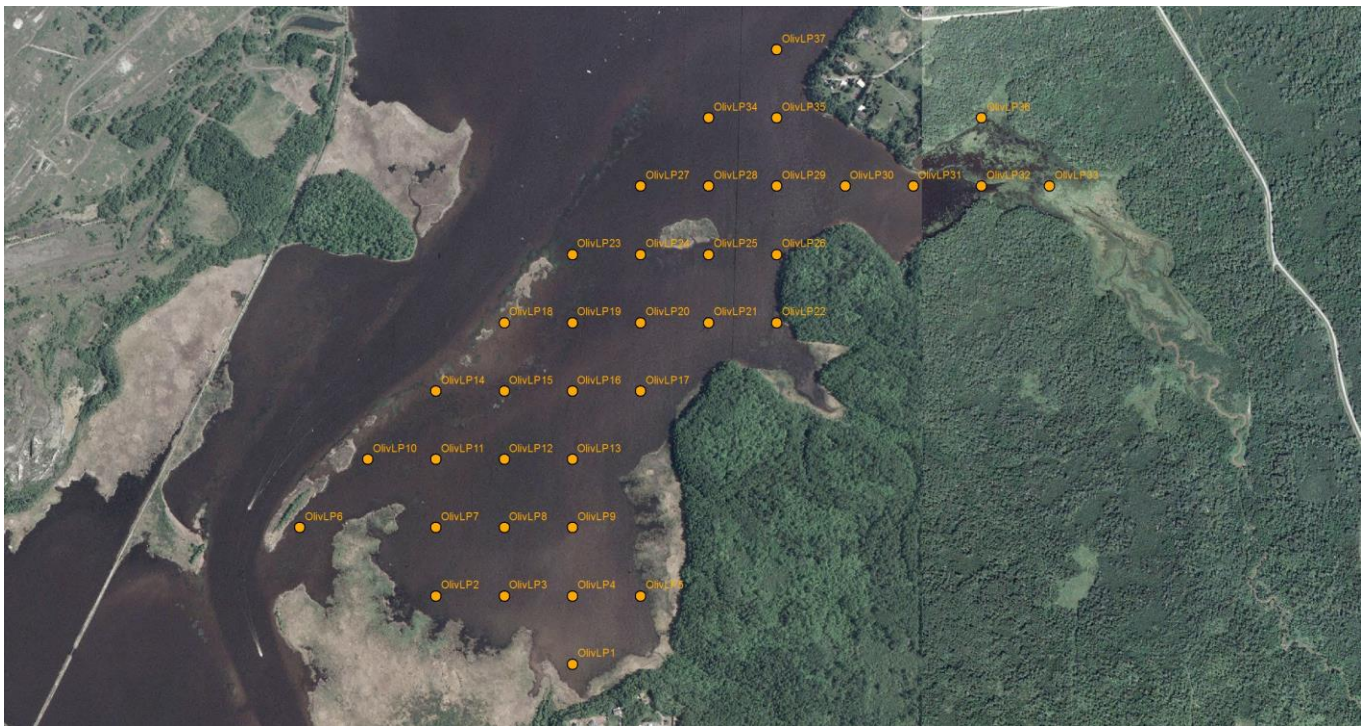 OlivLP37
OlivLP34 OlivLP35 OlivLP36
OlivLP27 OlivLP28 OlivLP29 OlivLP30 OlivLP31 OlivLP32 OlivLP33
OlivLP23 OlivLP24 OlivLP25 OlivLP26
OlivLP18 OlivLP19 OlivLP20 OlivLP21 OlivLP22
OlivLP14 OlivLP15 OlivLP16 OlivLP17
OlivLP10 OlivLP11 OlivLP12 OlivLP13
OlivLP6 OlivLP7 OlivLP8 OlivLP9
OlivLP2 OlivLP3 OlivLP4 OlivLP5
OlivLP1